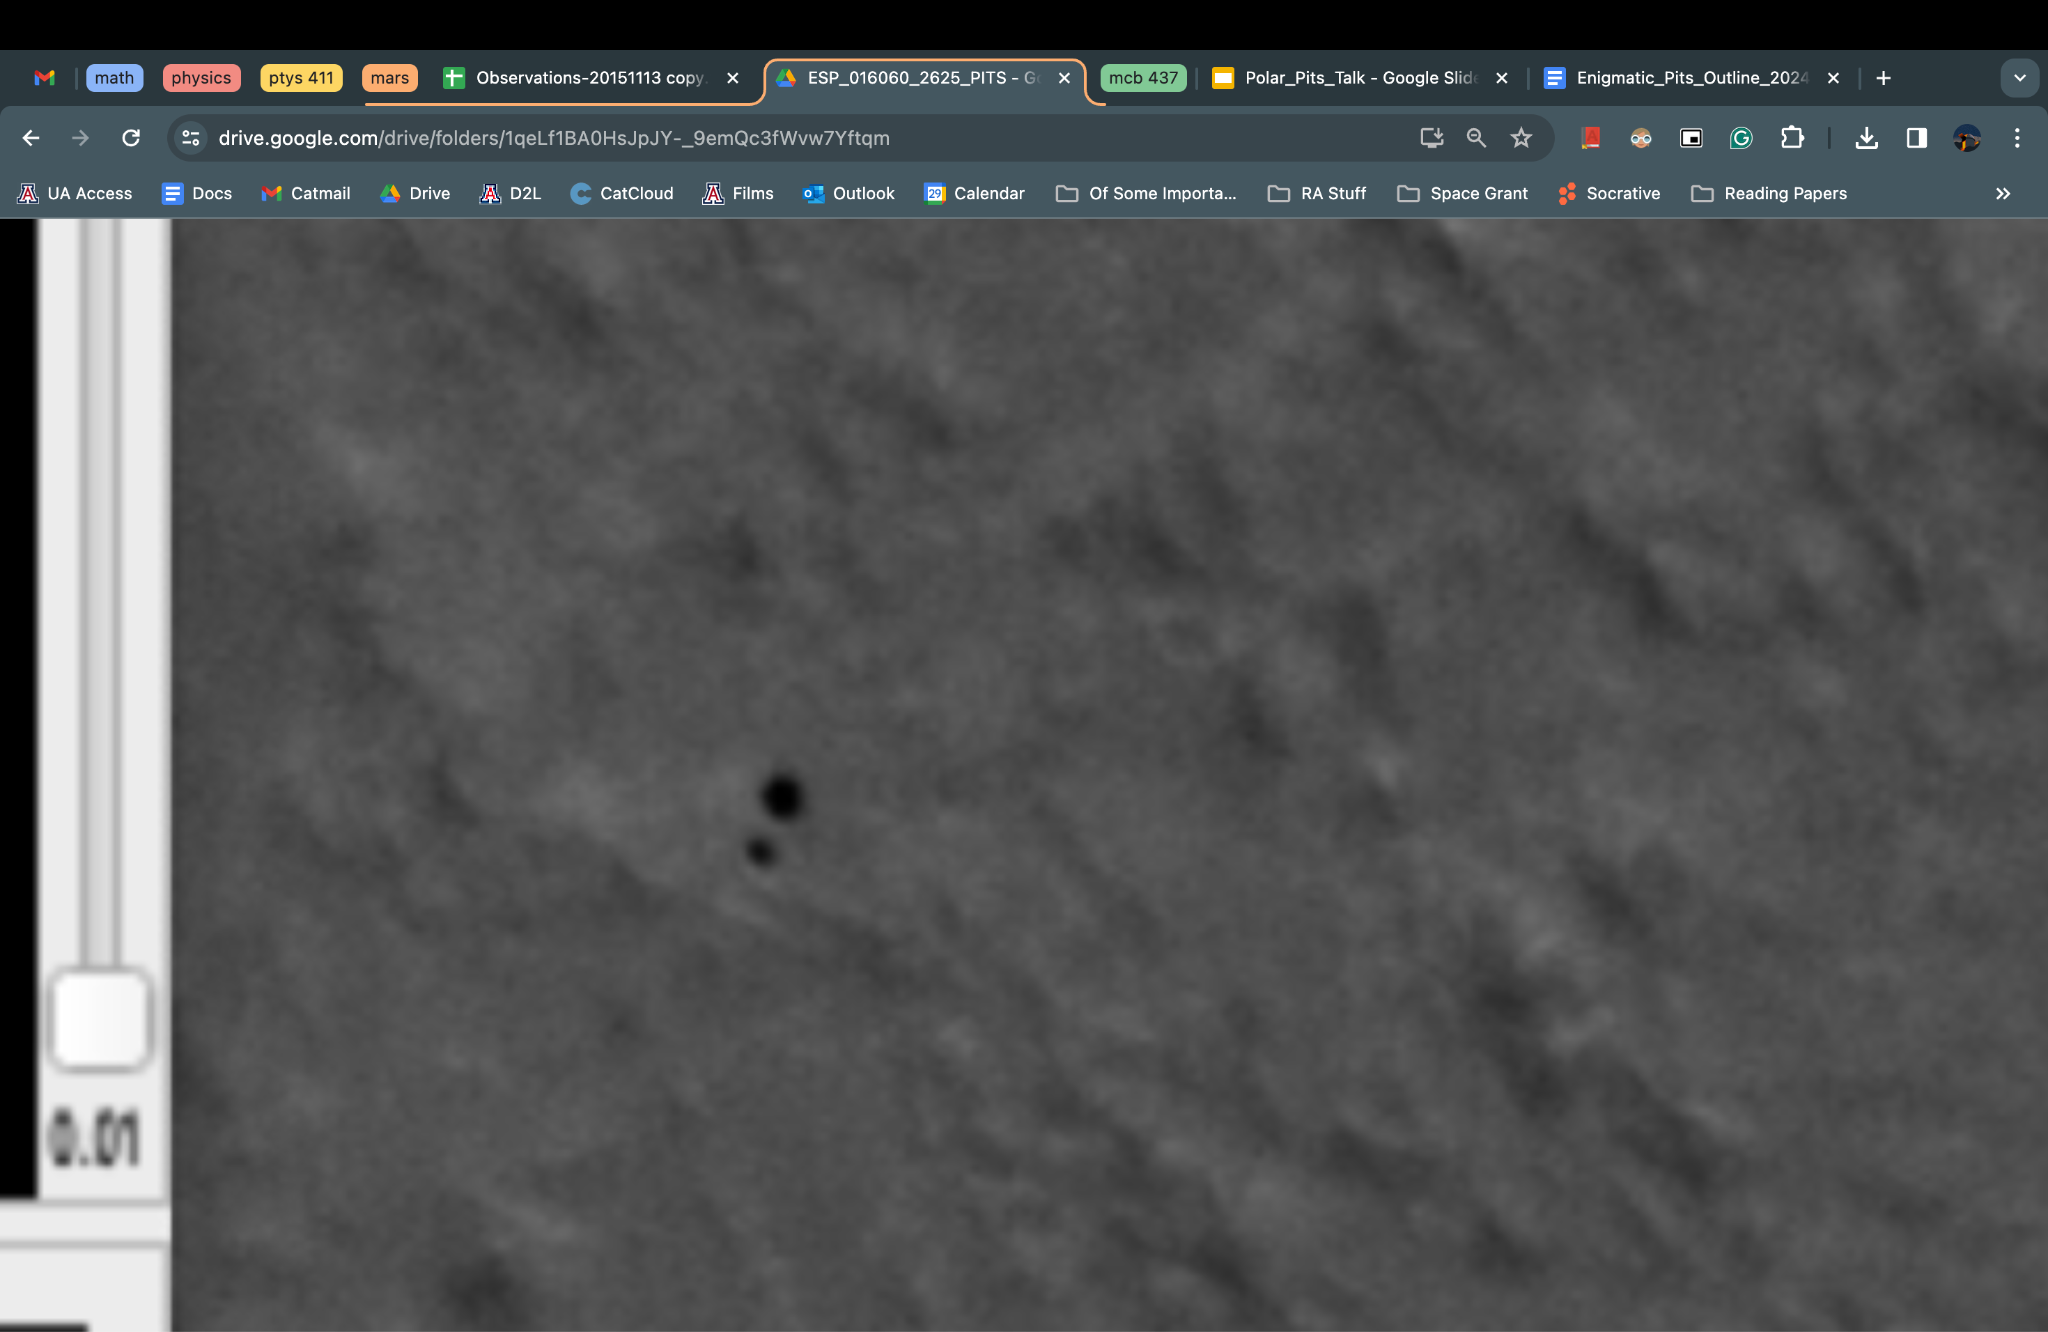 math physics ptys 411 mars Observations-20151113 copy ESP_016060_2625_PITS - G mcb 437 Polar_Pits_Talk - Google Slide Enigmatic_Pits_Outline_2024
drive.google.com/drive/folders/1qeLf1BA0HsJpJY-_9emQc3fWvw7Yftqm
UA Access Docs Catmail Drive D2L CatCloud Films Outlook 29 Calendar Of Some Importa... RA Stuff Space Grant Socrative Reading Papers
0.01